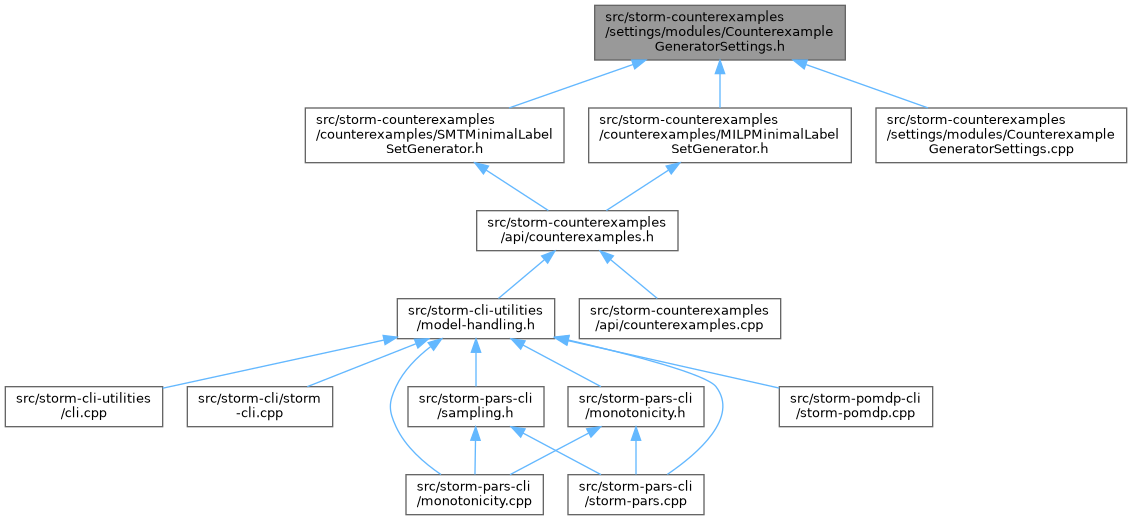 src/storm-counterexamples
/settings/modules/Counterexample
GeneratorSettings.h
src/storm-counterexamples
/counterexamples/SMTMinimalLabel
SetGenerator.h
src/storm-counterexamples
/counterexamples/MILPMinimalLabel
SetGenerator.h
src/storm-counterexamples
/settings/modules/Counterexample
GeneratorSettings.cpp
src/storm-counterexamples
/api/counterexamples.h
src/storm-cli-utilities
/model-handling.h
src/storm-counterexamples
/api/counterexamples.cpp
src/storm-cli-utilities
/cli.cpp
src/storm-cli/storm
-cli.cpp
src/storm-pars-cli
/sampling.h
src/storm-pars-cli
/monotonicity.h
src/storm-pomdp-cli
/storm-pomdp.cpp
src/storm-pars-cli
/monotonicity.cpp
src/storm-pars-cli
/storm-pars.cpp